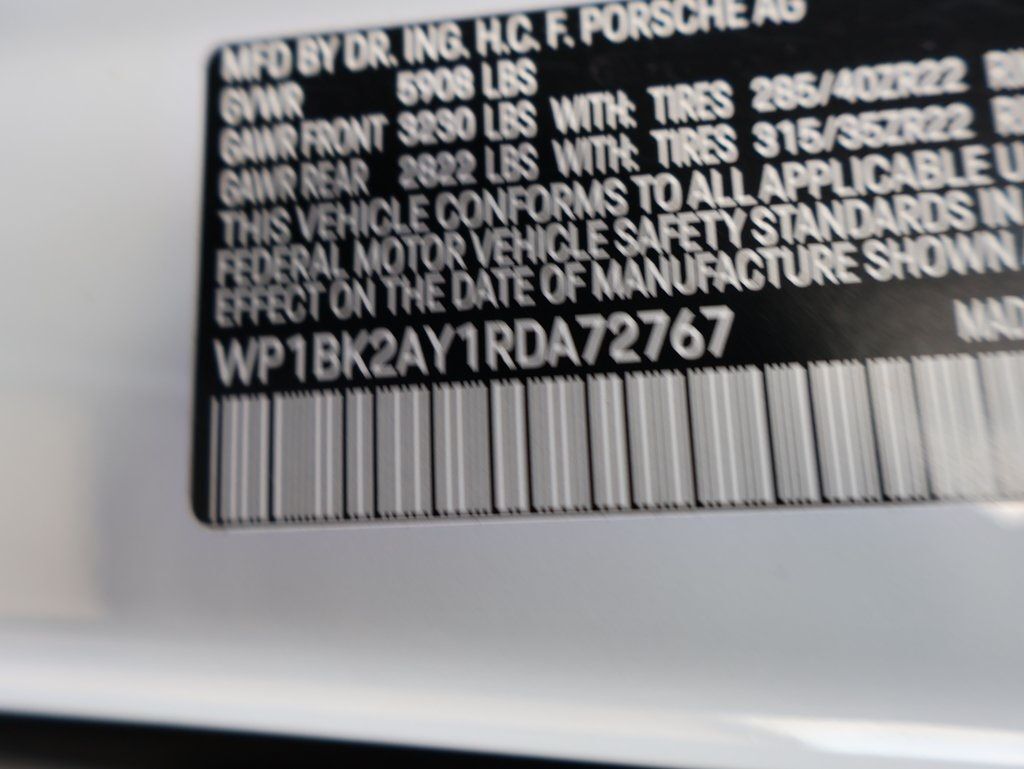 MFD BY DR. ING. H.C. F. PORSCHE AG
GVWR 5908 LBS
GAWR FRONT 3230 LBS WITH: TIRES 285/40ZR22
GAWR REAR 2822 LBS WITH: TIRES 315/35ZR22
THIS VEHICLE CONFORMS TO ALL APPLICABLE U
FEDERAL MOTOR VEHICLE SAFETY STANDARDS IN
EFFECT ON THE DATE OF MANUFACTURE SHOWN
WP1BK2AY1RDA72767 MAD